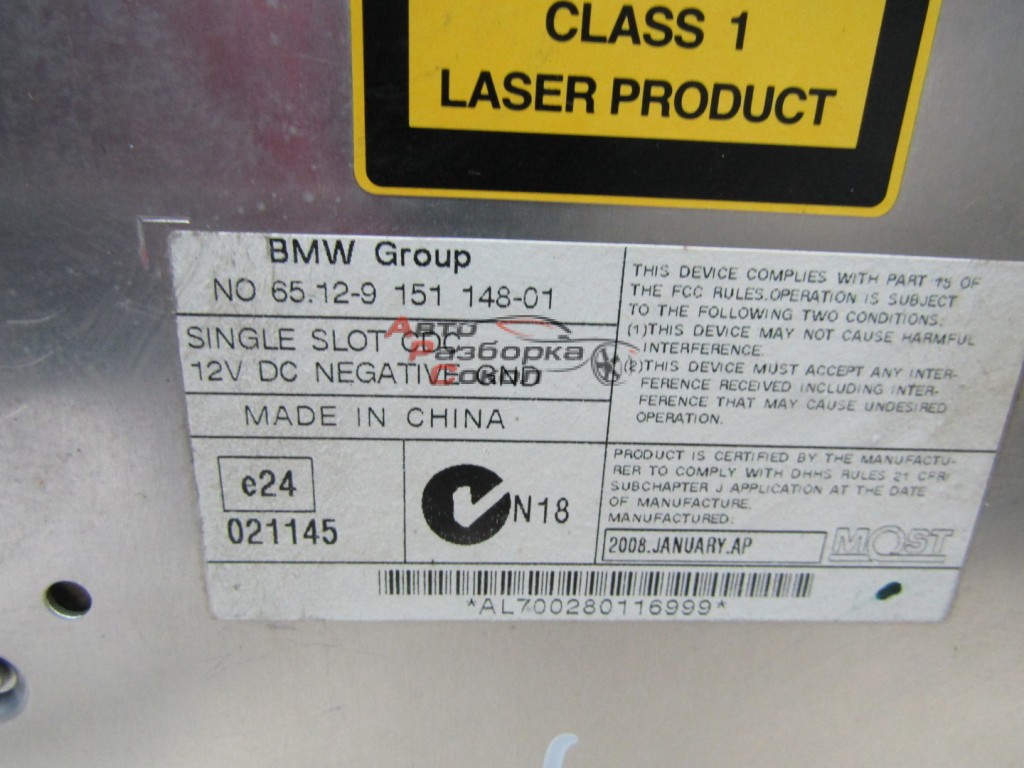 CLASS 1
LASER PRODUCT
BMW Group
NO 65.12-9 151 148-01
SINGLE SLOT CDC
12V DC NEGATIVE GND
MADE IN CHINA
e24
021145
N18
THIS DEVICE COMPLIES WITH PART 15 OF
THE FCC RULES.OPERATION IS SUBJECT
TO THE FOLLOWING TWO CONDITIONS:
(1)THIS DEVICE MAY NOT CAUSE HARMFUL
INTERFERENCE.
(2)THIS DEVICE MUST ACCEPT ANY INTER-
FERENCE RECEIVED INCLUDING INTER-
FERENCE THAT MAY CAUSE UNDESIRED
OPERATION.
PRODUCT IS CERTIFIED BY THE MANUFACTU-
RER TO COMPLY WITH DHHS RULES 21 CFR
SUBCHAPTER J APPLICATION AT THE DATE
OF MANUFACTURE.
MANUFACTURED:
2008.JANUARY.AP
MOST
*AL700280116999*
Авто
Разборка
Сокол